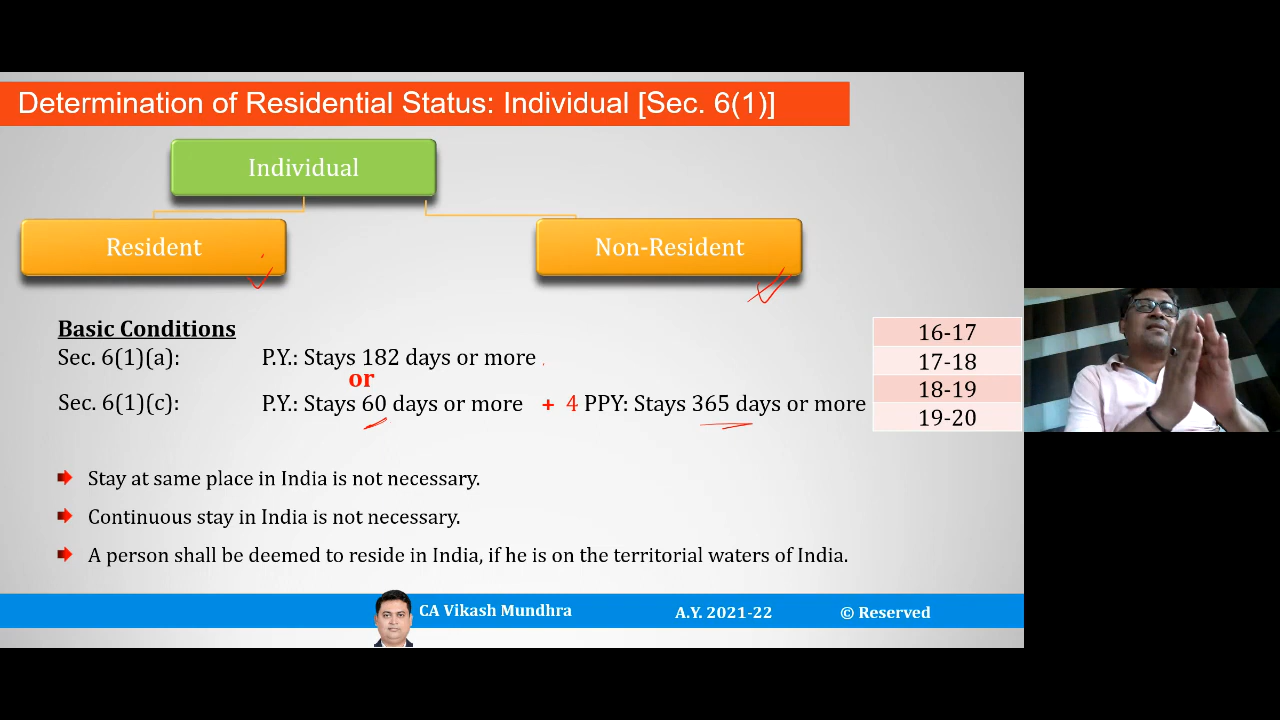 Determination of Residential Status: Individual [Sec. 6(1)]
Individual
Resident
Non-Resident
Basic Conditions
Sec. 6(1)(a): P.Y.: Stays 182 days or more
or
Sec. 6(1)(c): P.Y.: Stays 60 days or more + 4 PPY: Stays 365 days or more
16-17
17-18
18-19
19-20
Stay at same place in India is not necessary.
Continuous stay in India is not necessary.
A person shall be deemed to reside in India, if he is on the territorial waters of India.
CA Vikash Mundhra A.Y. 2021-22 © Reserved